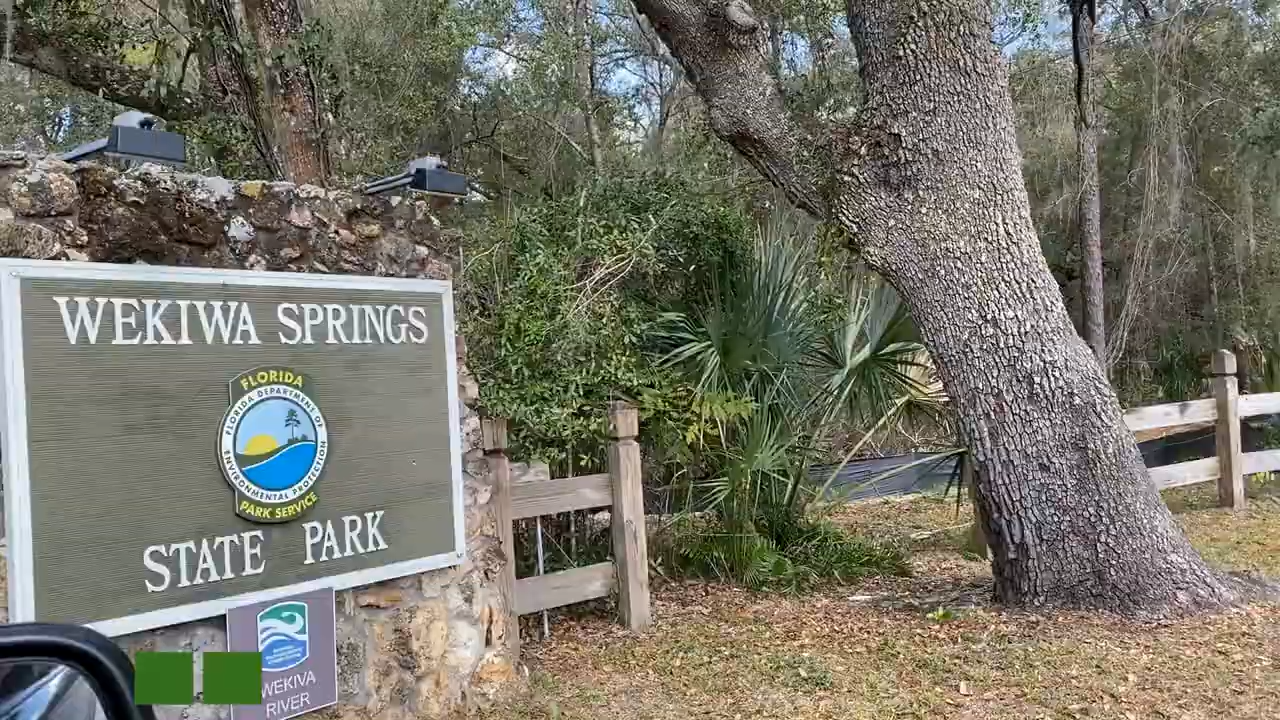 WEKIWA SPRINGS
FLORIDA
FLORIDA DEPARTMENT OF
ENVIRONMENTAL PROTECTION
PARK SERVICE
STATE PARK
WEKIVA
RIVER